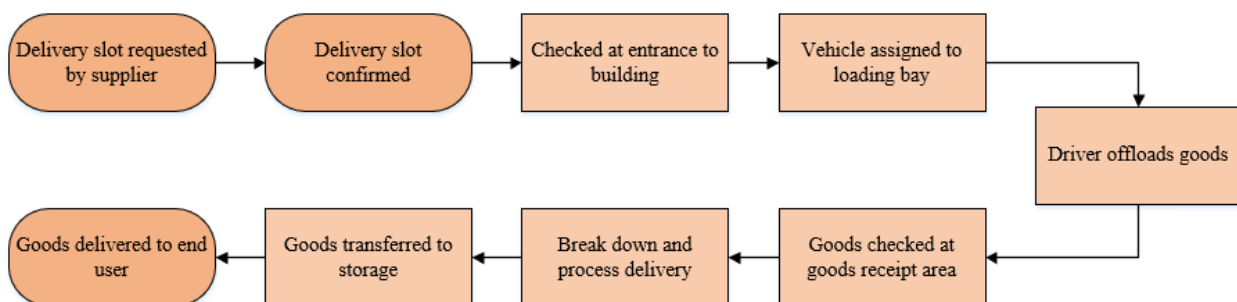 Delivery slot requested
by supplier
Delivery slot
confirmed
Checked at entrance to
building
Vehicle assigned to
loading bay
Driver offloads goods
Goods checked at
goods receipt area
Break down and
process delivery
Goods transferred to
storage
Goods delivered to end
user